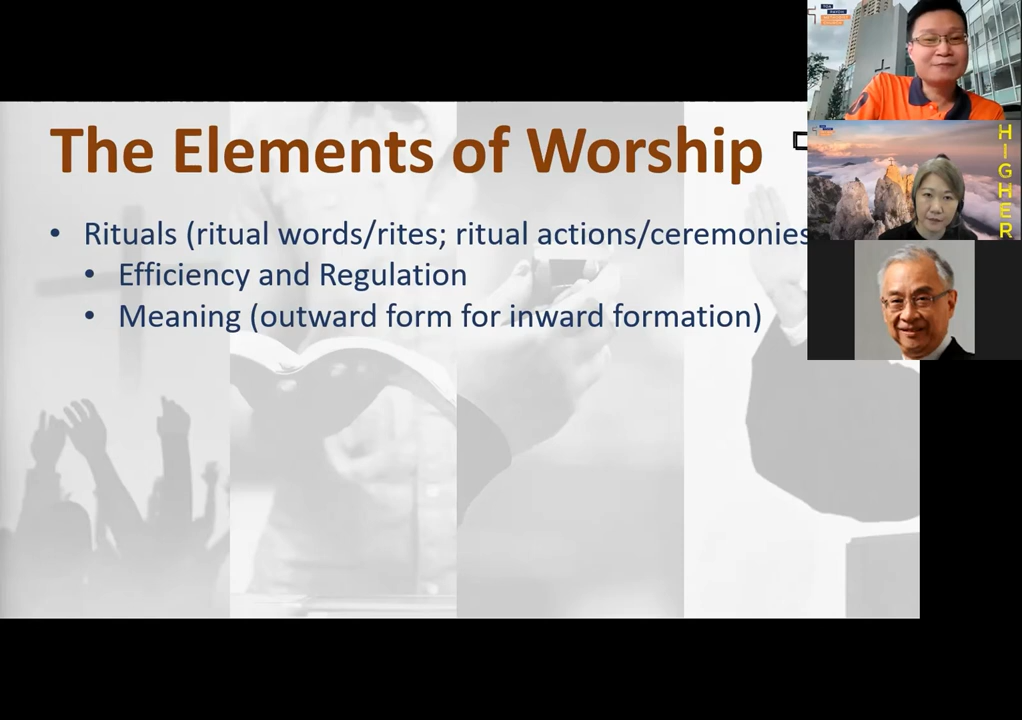 The Elements of Worship
• Rituals (ritual words/rites; ritual actions/ceremonies
• Efficiency and Regulation
• Meaning (outward form for inward formation)
HIGHER